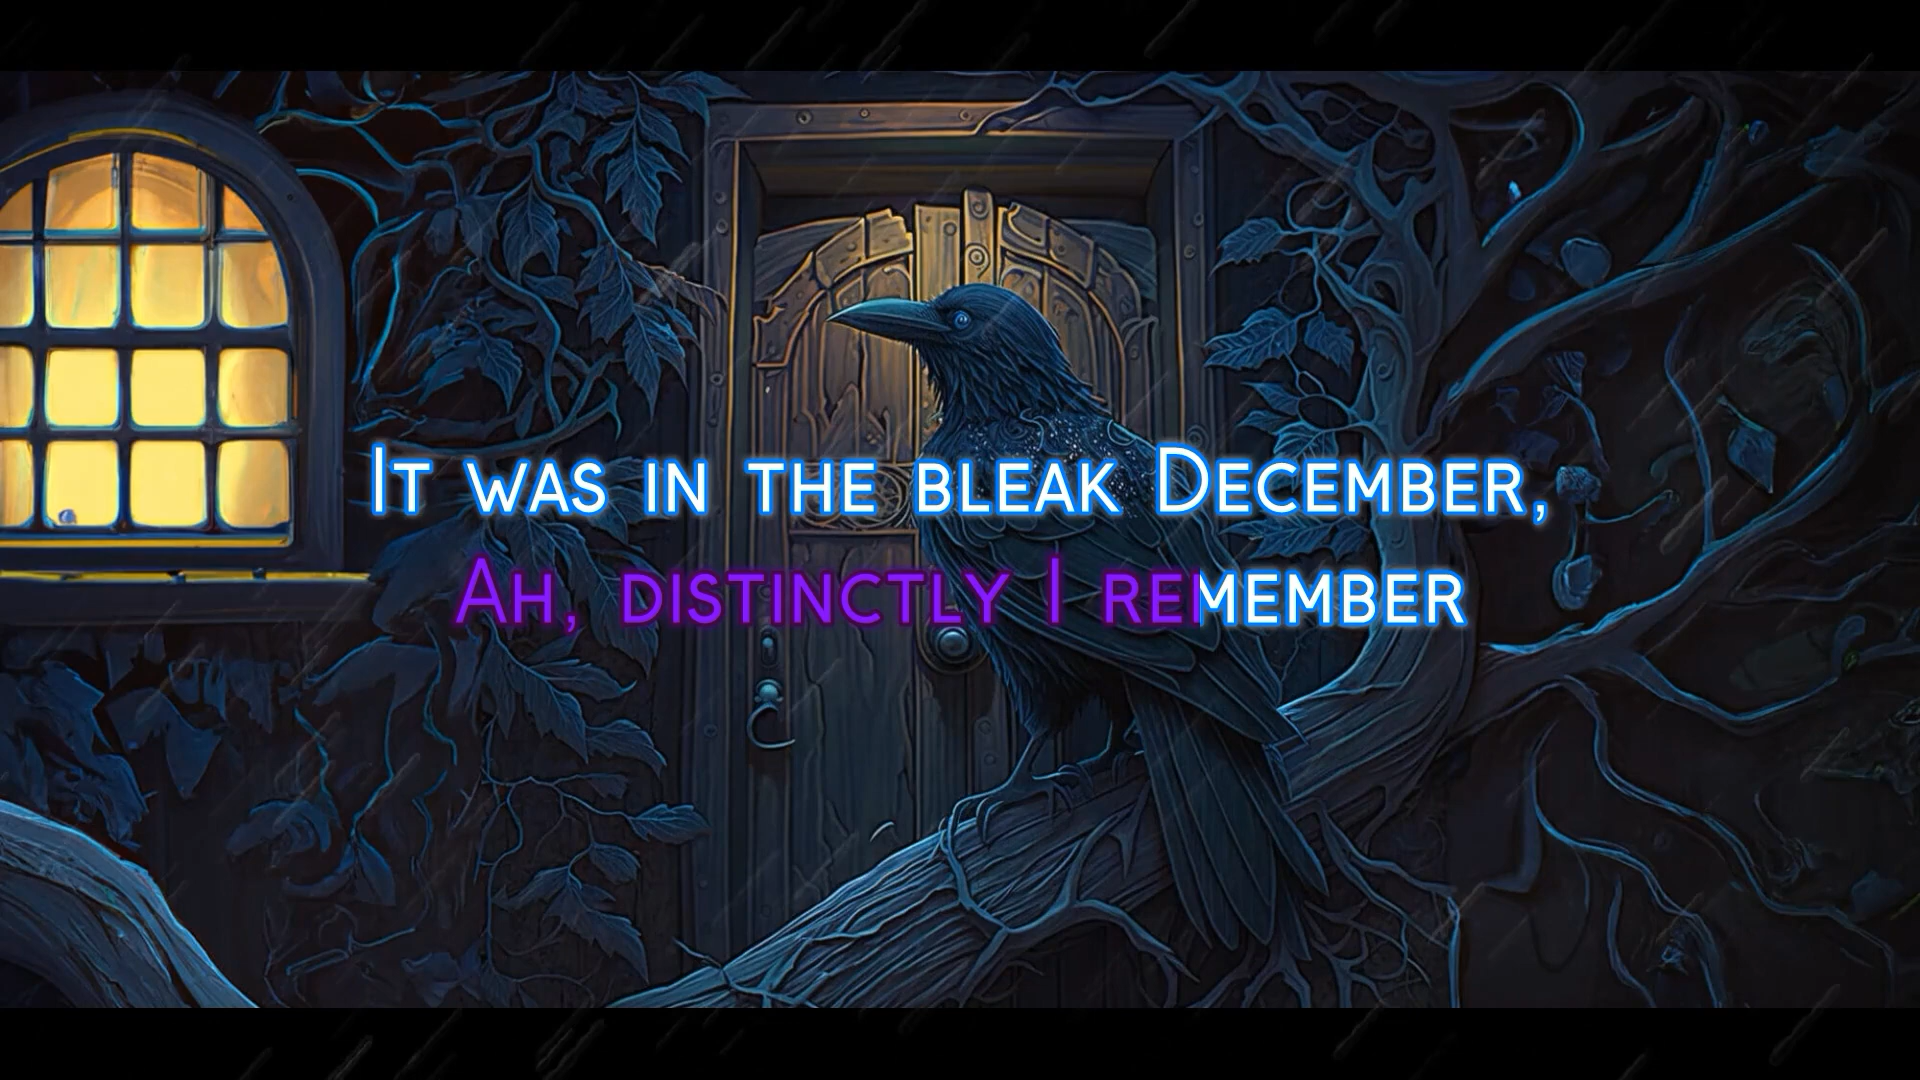 It was in the bleak December,
Ah, distinctly I remember